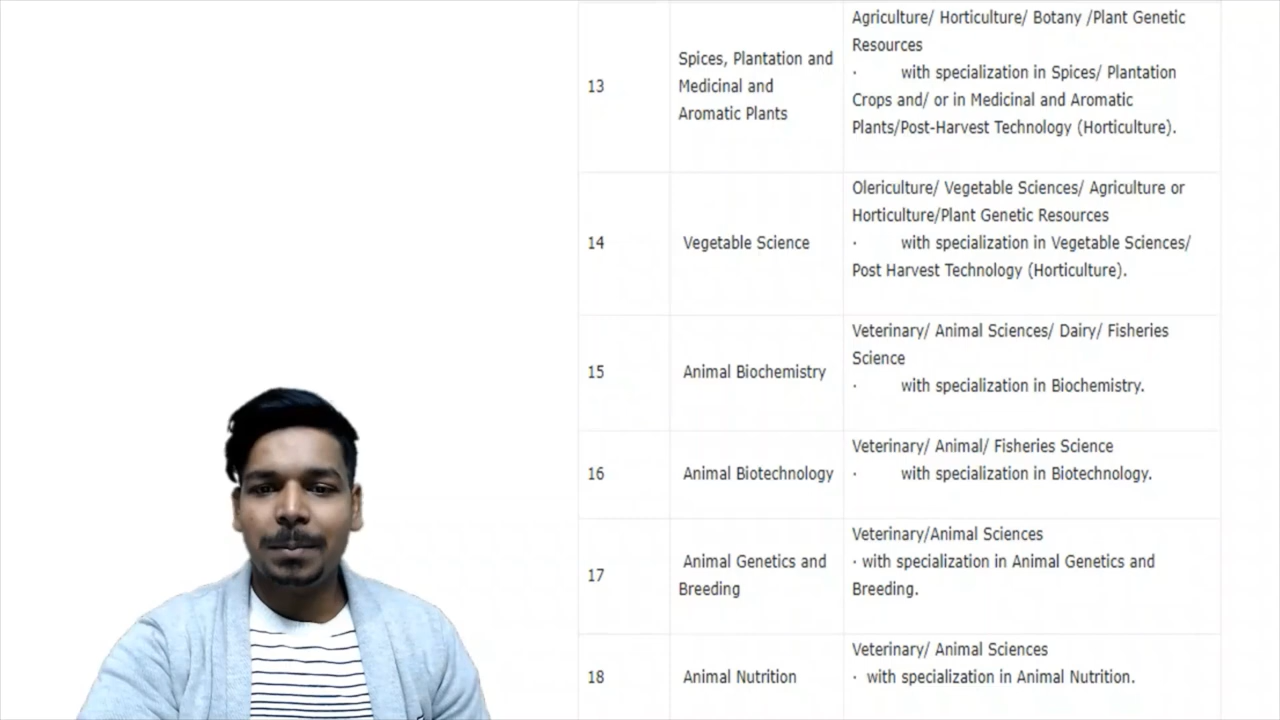 13
Spices, Plantation and
Medicinal and
Aromatic Plants
Agriculture/ Horticulture/ Botany /Plant Genetic
Resources
· with specialization in Spices/ Plantation
Crops and/ or in Medicinal and Aromatic
Plants/Post-Harvest Technology (Horticulture).
14
Vegetable Science
Olericulture/ Vegetable Sciences/ Agriculture or
Horticulture/Plant Genetic Resources
· with specialization in Vegetable Sciences/
Post Harvest Technology (Horticulture).
15
Animal Biochemistry
Veterinary/ Animal Sciences/ Dairy/ Fisheries
Science
· with specialization in Biochemistry.
16
Animal Biotechnology
Veterinary/ Animal/ Fisheries Science
· with specialization in Biotechnology.
17
Animal Genetics and
Breeding
Veterinary/Animal Sciences
· with specialization in Animal Genetics and
Breeding.
18
Animal Nutrition
Veterinary/ Animal Sciences
· with specialization in Animal Nutrition.